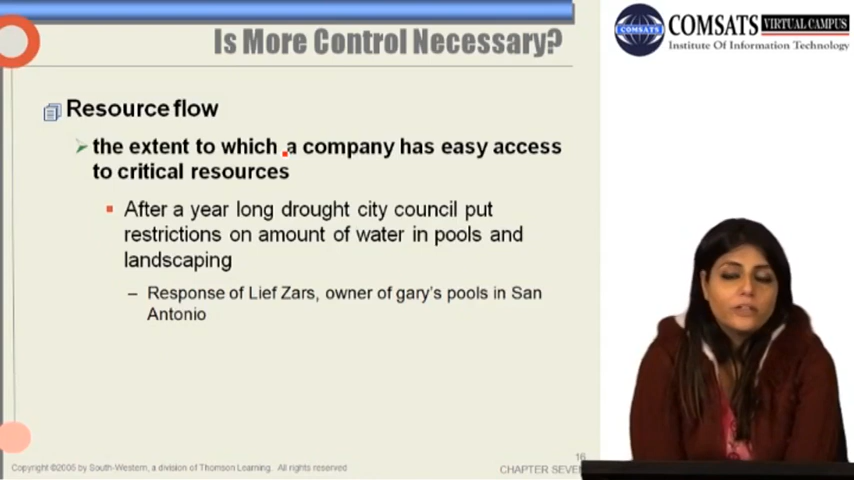 Is More Control Necessary?
COMSATS
COMSATS VIRTUAL CAMPUS
Institute Of Information Technology
Resource flow
the extent to which a company has easy access
to critical resources
After a year long drought city council put
restrictions on amount of water in pools and
landscaping
– Response of Lief Zars, owner of gary's pools in San
Antonio
16
Copyright ©2005 by South-Western, a division of Thomson Learning. All rights reserved
CHAPTER SEVEN